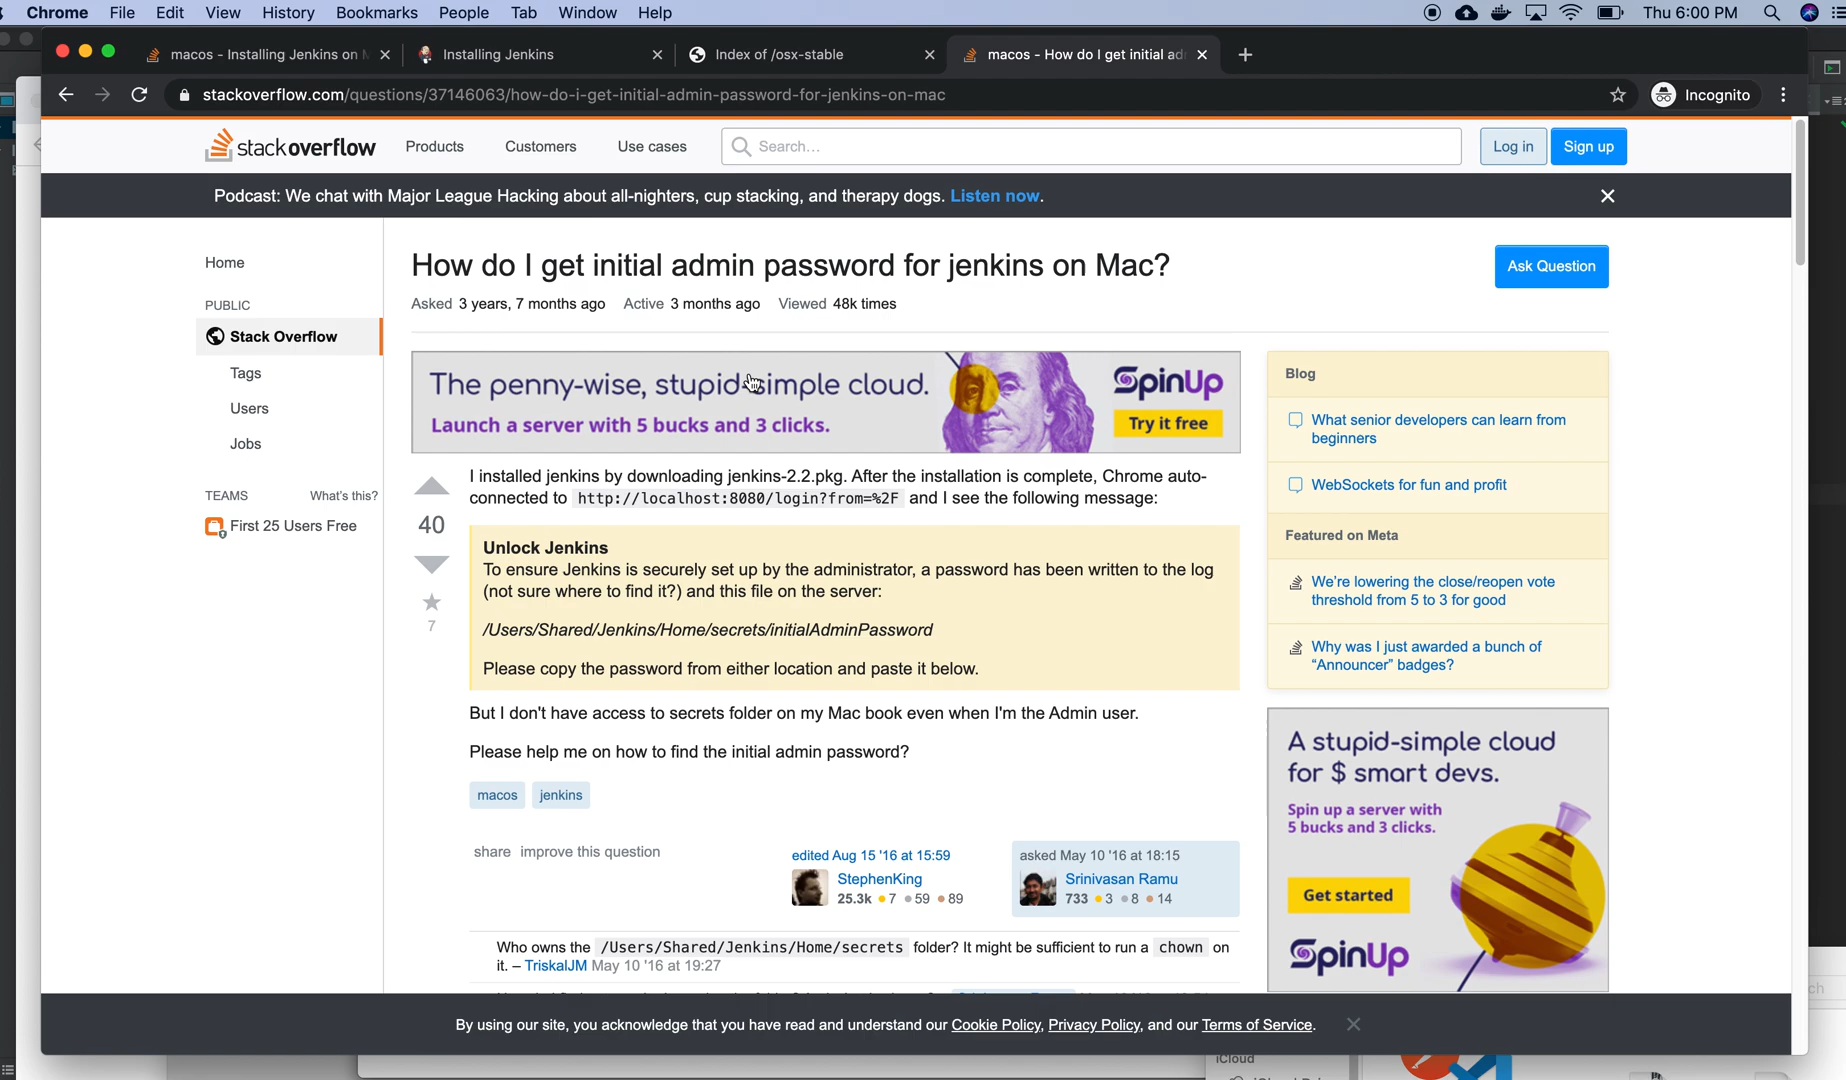 Chrome File Edit View History Bookmarks People Tab Window Help Thu 6:00 PM
macos - Installing Jenkins on
Installing Jenkins
Index of /osx-stable
macos - How do I get initial ad
stackoverflow.com/questions/37146063/how-do-i-get-initial-admin-password-for-jenkins-on-mac
Incognito
stackoverflow
Products Customers Use cases
Search...
Log in
Sign up
Podcast: We chat with Major League Hacking about all-nighters, cup stacking, and therapy dogs. Listen now.
Home
PUBLIC
Stack Overflow
Tags
Users
Jobs
TEAMS What's this?
First 25 Users Free
How do I get initial admin password for jenkins on Mac?
Ask Question
Asked 3 years, 7 months ago Active 3 months ago Viewed 48k times
The penny-wise, stupid-simple cloud.
Launch a server with 5 bucks and 3 clicks.
SpinUp
Try it free
I installed jenkins by downloading jenkins-2.2.pkg. After the installation is complete, Chrome auto-
connected to http://localhost:8080/login?from=%2F and I see the following message:
40
7
Unlock Jenkins
To ensure Jenkins is securely set up by the administrator, a password has been written to the log
(not sure where to find it?) and this file on the server:
/Users/Shared/Jenkins/Home/secrets/initialAdminPassword
Please copy the password from either location and paste it below.
But I don't have access to secrets folder on my Mac book even when I'm the Admin user.
Please help me on how to find the initial admin password?
macos jenkins
share improve this question
edited Aug 15 '16 at 15:59
StephenKing
25.3k 7 59 89
asked May 10 '16 at 18:15
Srinivasan Ramu
733 3 8 14
Who owns the /Users/Shared/Jenkins/Home/secrets folder? It might be sufficient to run a chown on
it. – TriskalJM May 10 '16 at 19:27
Blog
What senior developers can learn from
beginners
WebSockets for fun and profit
Featured on Meta
We're lowering the close/reopen vote
threshold from 5 to 3 for good
Why was I just awarded a bunch of
“Announcer” badges?
A stupid-simple cloud
for $ smart devs.
Spin up a server with
5 bucks and 3 clicks.
Get started
SpinUp
By using our site, you acknowledge that you have read and understand our Cookie Policy, Privacy Policy, and our Terms of Service.
iCloud